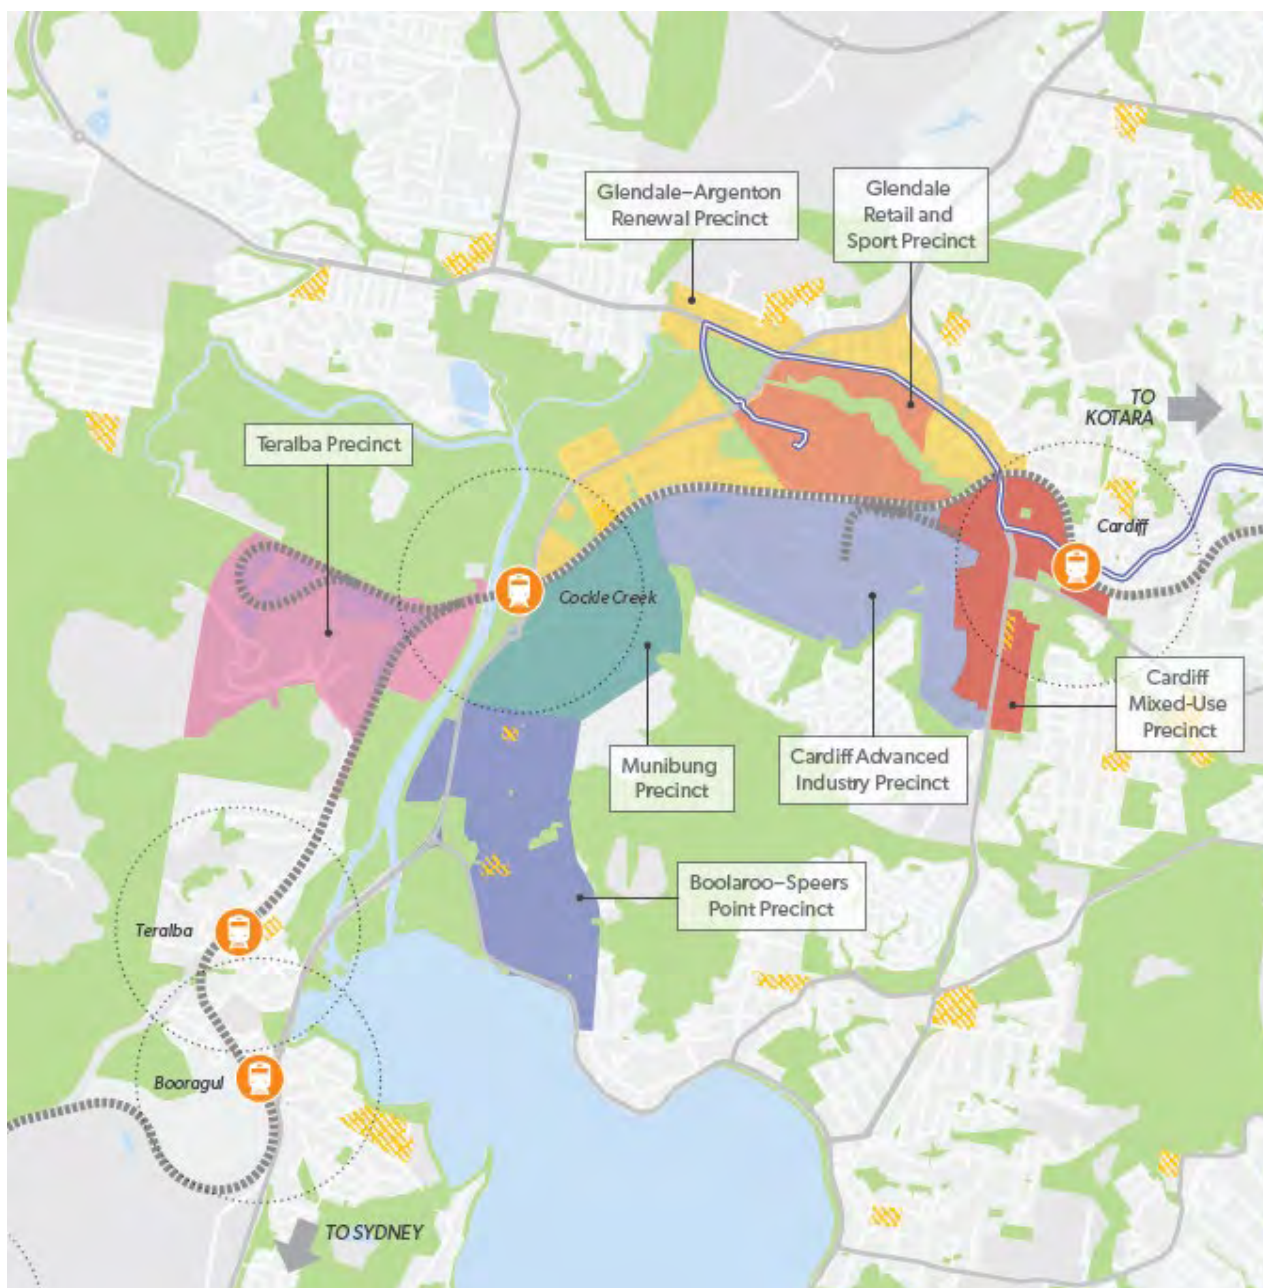 Glendale–Argenton
Renewal Precinct
Glendale
Retail and
Sport Precinct
TO
KOTARA
Teralba Precinct
Cardiff
Cockle Creek
Cardiff
Mixed-Use
Precinct
Munibung
Precinct
Cardiff Advanced
Industry Precinct
Boolaroo–Speers
Point Precinct
Teralba
Booragul
TO SYDNEY